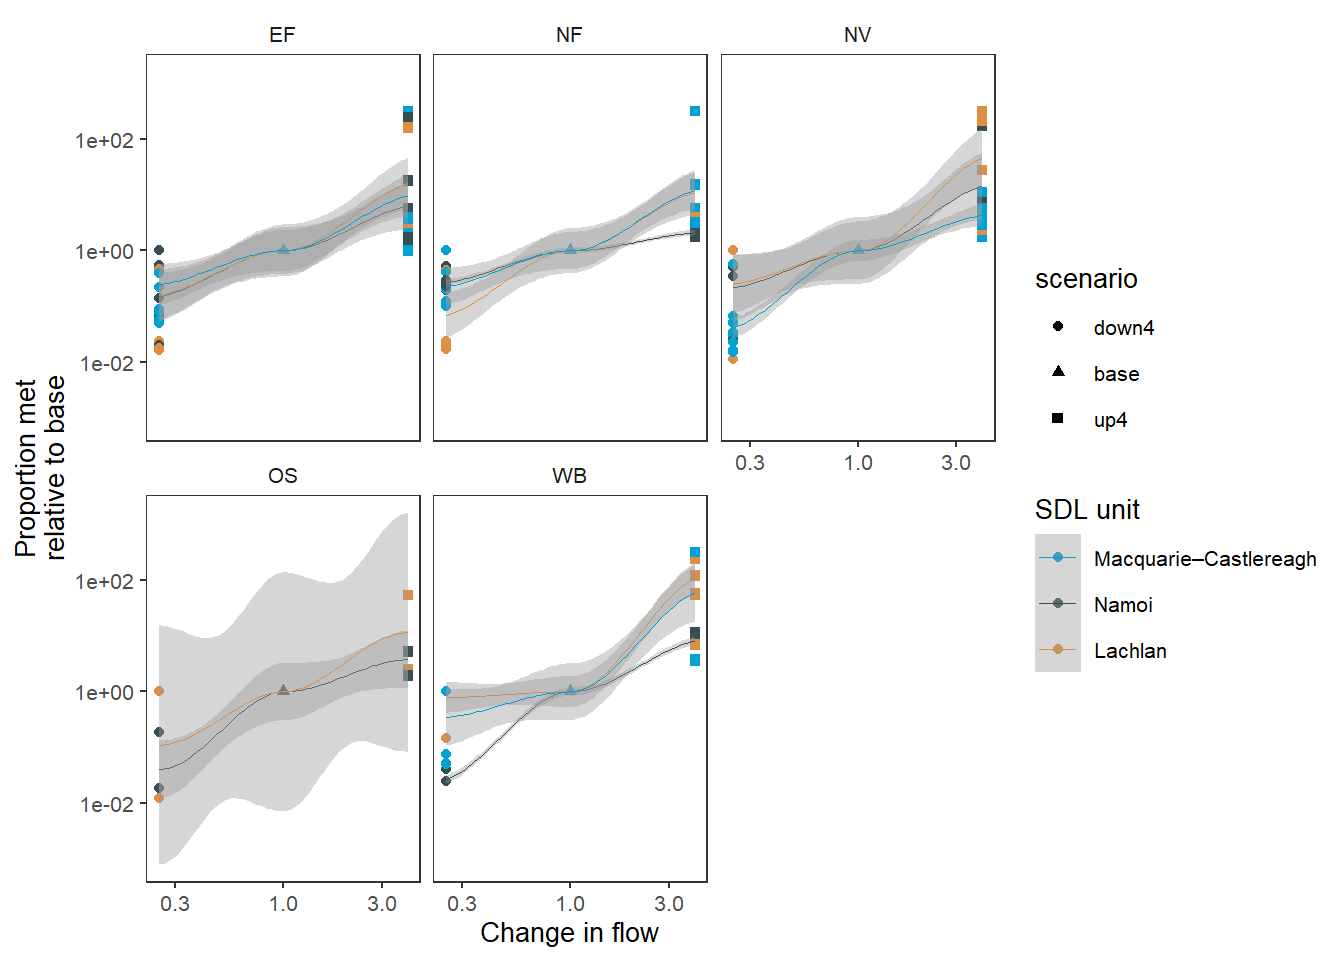 EF NF NV
1e+02
1e+00
1e-02
0.3 1.0 3.0
OS WB
1e+02
1e+00
1e-02
0.3 1.0 3.0 0.3 1.0 3.0
Change in flow
Proportion met
relative to base
scenario
down4
base
up4
SDL unit
Macquarie–Castlereagh
Namoi
Lachlan